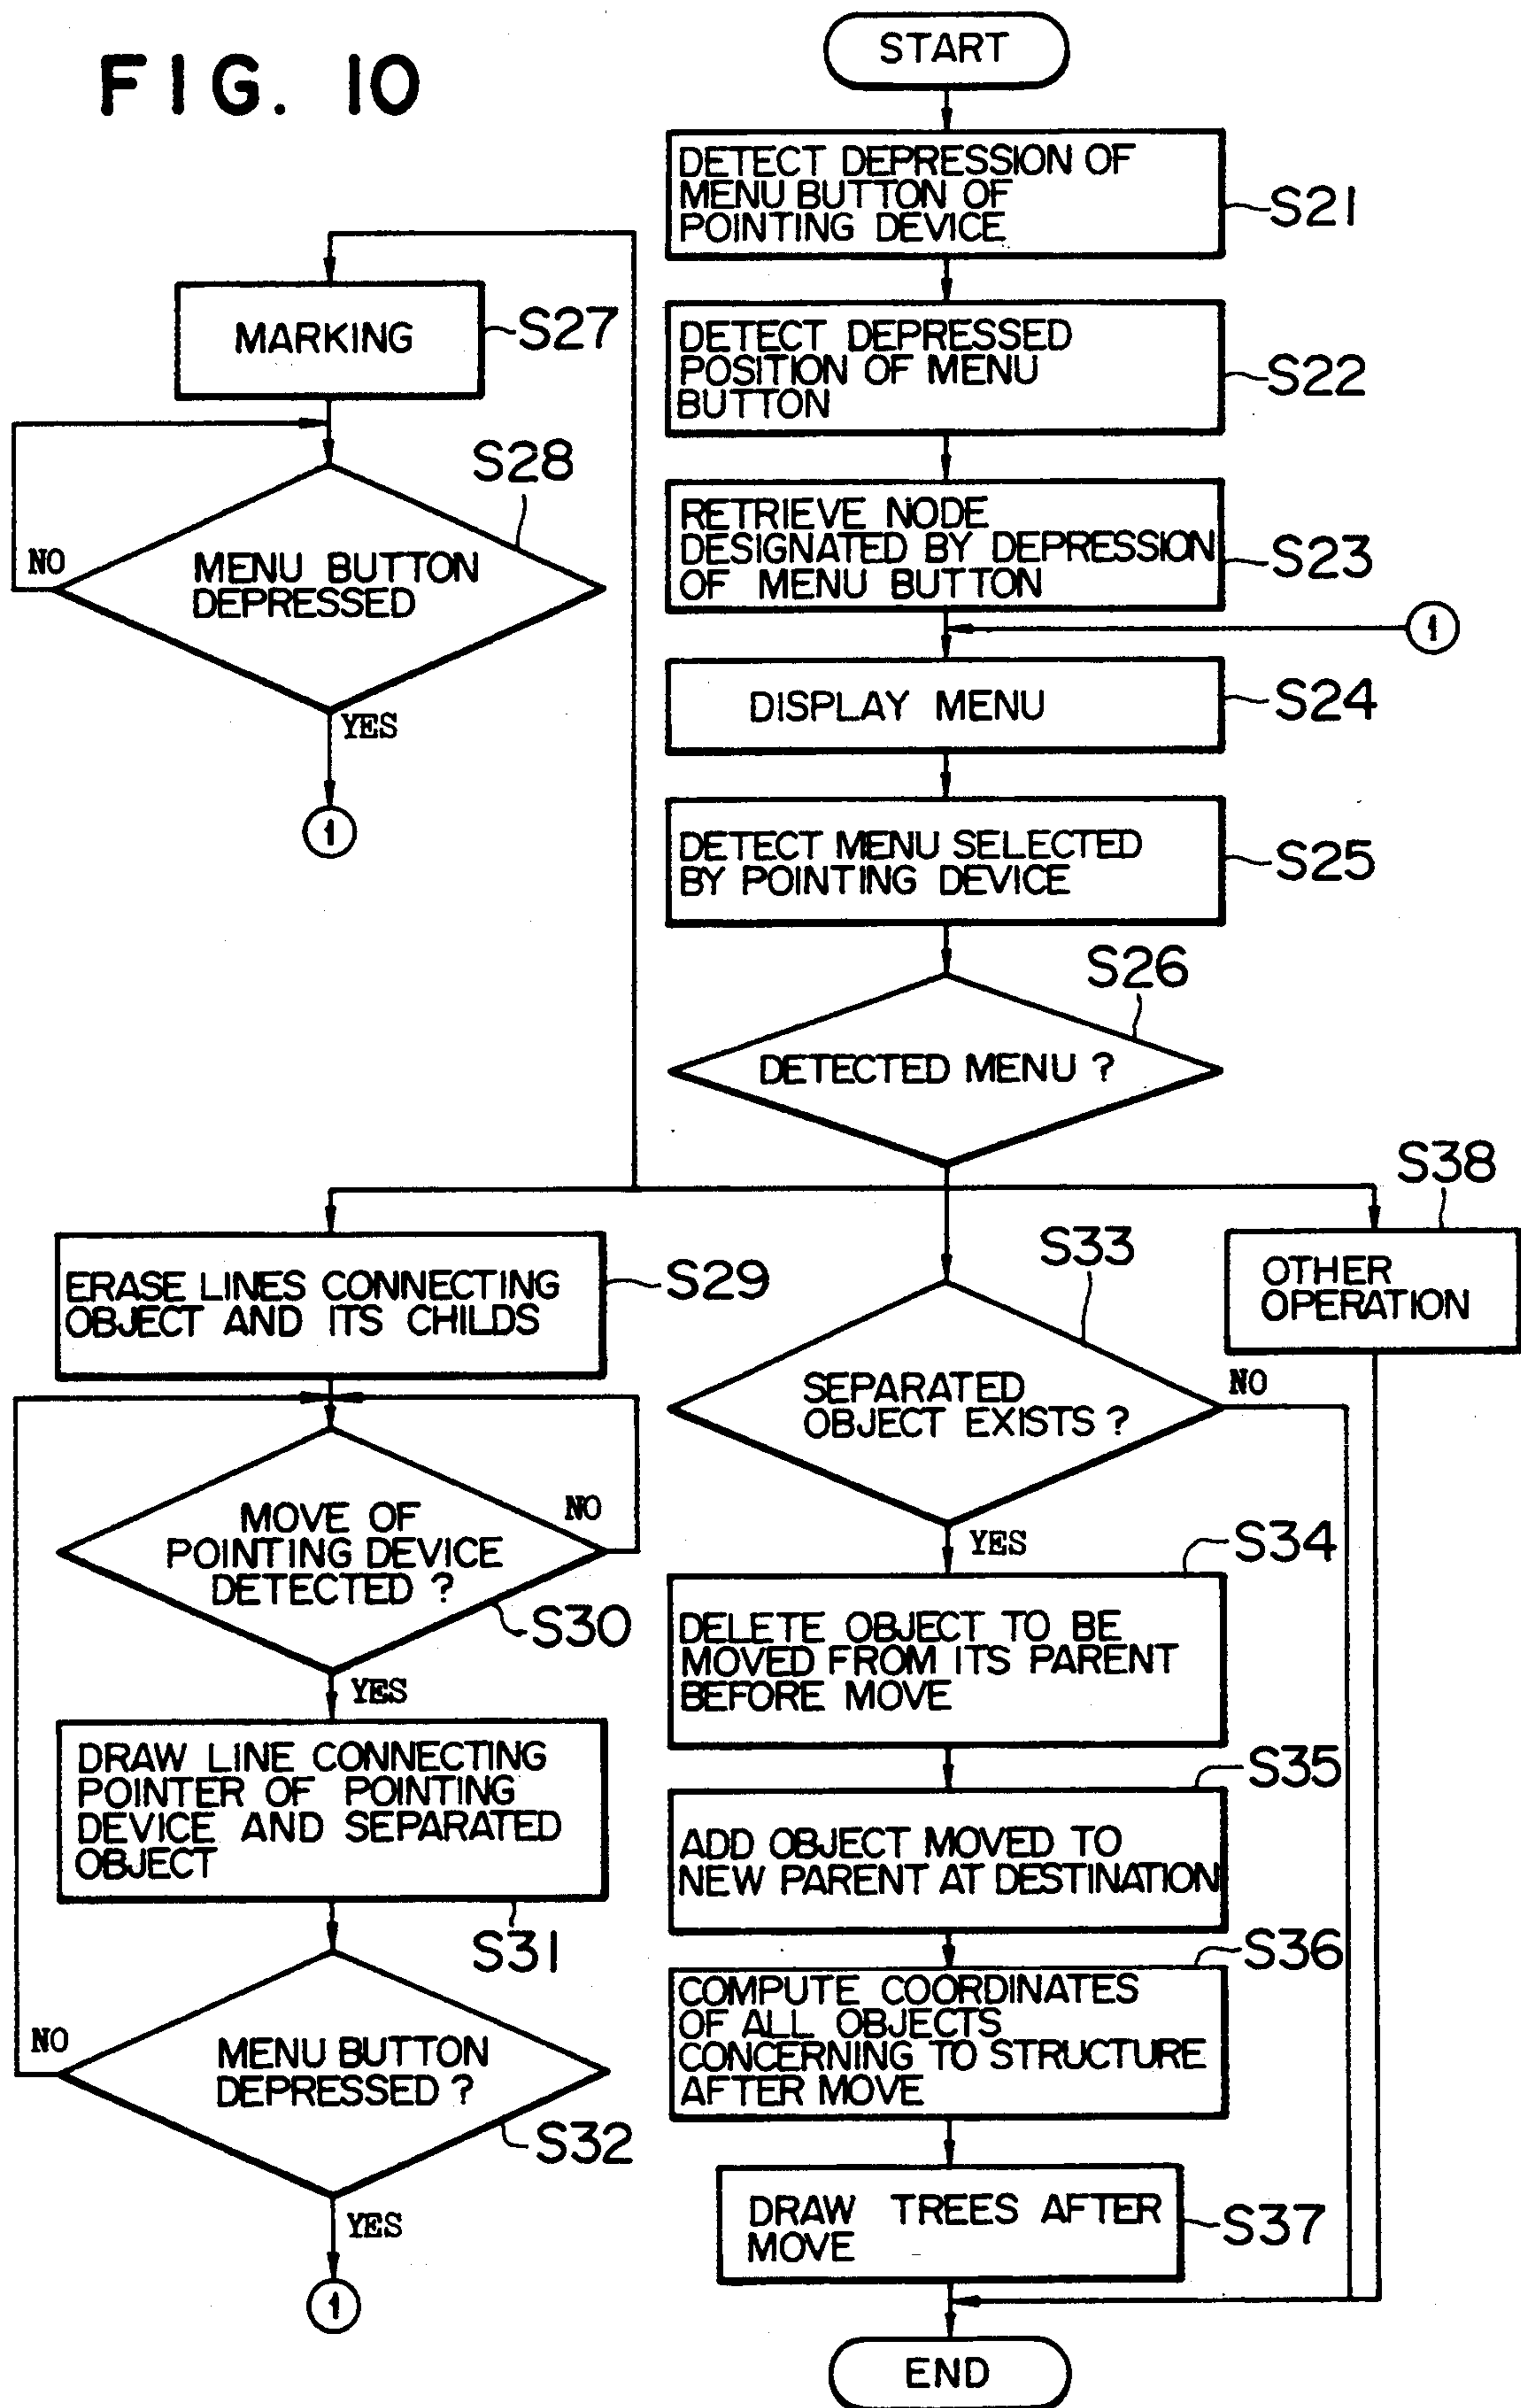 FIG. 10
START
DETECT DEPRESSION OF
MENU BUTTON OF
POINTING DEVICE
S21
DETECT DEPRESSED
POSITION OF MENU
BUTTON
S22
RETRIEVE NODE
DESIGNATED BY DEPRESSION
OF MENU BUTTON
S23
1
DISPLAY MENU
S24
DETECT MENU SELECTED
BY POINTING DEVICE
S25
S26
DETECTED MENU ?
MARKING
S27
S28
NO
MENU BUTTON
DEPRESSED
YES
1
ERASE LINES CONNECTING
OBJECT AND ITS CHILDS
S29
NO
MOVE OF
POINTING DEVICE
DETECTED ?
S30
YES
DRAW LINE CONNECTING
POINTER OF POINTING
DEVICE AND SEPARATED
OBJECT
S31
NO
MENU BUTTON
DEPRESSED ?
S32
YES
1
S33
SEPARATED
OBJECT EXISTS ?
NO
YES
S34
DELETE OBJECT TO BE
MOVED FROM ITS PARENT
BEFORE MOVE
S35
ADD OBJECT MOVED TO
NEW PARENT AT DESTINATION
S36
COMPUTE COORDINATES
OF ALL OBJECTS
CONCERNING TO STRUCTURE
AFTER MOVE
DRAW TREES AFTER
MOVE
S37
S38
OTHER
OPERATION
END